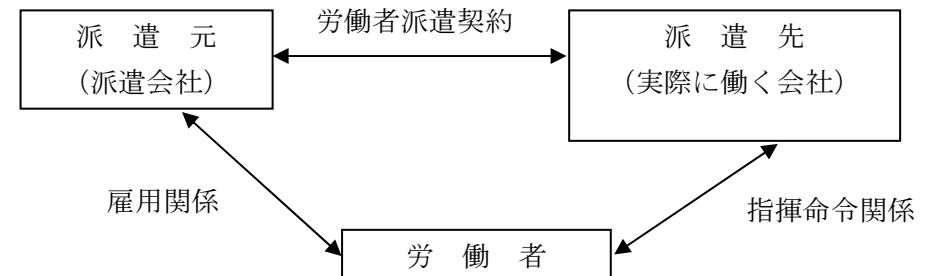 労働者派遣契約
派 遣 元
（派遣会社）
派 遣 先
（実際に働く会社）
雇用関係
指揮命令関係
労 働 者